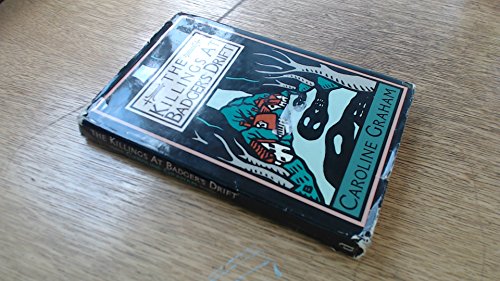 THE
KILLINGS AT
BADGER'S DRIFT
CAROLINE GRAHAM
THE KILLINGS AT BADGER'S DRIFT